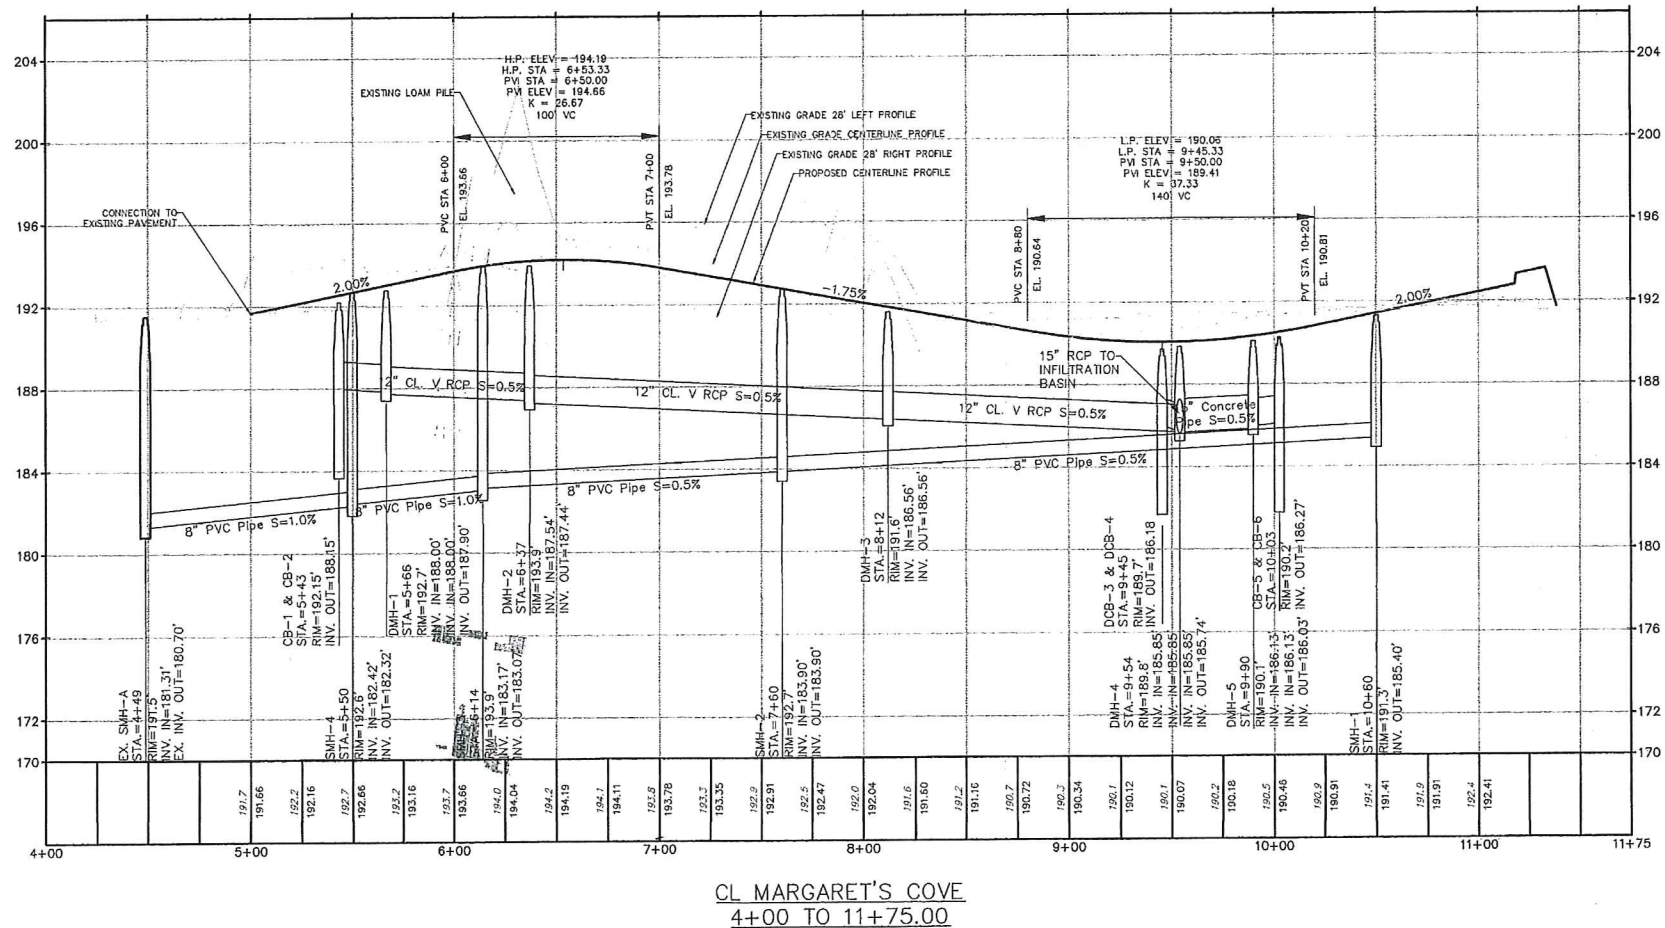 204
200
196
192
188
184
180
176
172
170
204
200
196
192
188
184
180
176
172
170
H.P. ELEV = 194.19
H.P. STA = 6+53.33
PVI STA = 6+50.00
PVI ELEV = 194.66
K = 26.67
100' VC
EXISTING LOAM PILE
CONNECTION TO
EXISTING PAVEMENT
PVC STA 6+00
EL. 193.66
PVT STA 7+00
EL. 193.78
EXISTING GRADE 28' LEFT PROFILE
EXISTING GRADE CENTERLINE PROFILE
EXISTING GRADE 28' RIGHT PROFILE
PROPOSED CENTERLINE PROFILE
L.P. ELEV = 190.06
L.P. STA = 9+45.33
PVI STA = 9+50.00
PVI ELEV = 189.41
K = 37.33
140' VC
PVC STA 8+80
EL. 190.64
PVT STA 10+20
EL. 190.81
2.00%
-1.75%
2.00%
15" RCP TO
INFILTRATION
BASIN
12" CL. V RCP S=0.5%
12" CL. V RCP S=0.5%
12" CL. V RCP S=0.5%
Concrete
Pipe S=0.5%
8" PVC Pipe S=1.0%
8" PVC Pipe S=1.0%
8" PVC Pipe S=0.5%
8" PVC Pipe S=0.5%
EX. SMH-A
STA.=4+49
RIM=191.5'
INV. IN=181.31'
EX. INV. OUT=180.70'
CB-1 & CB-2
STA.=5+43
RIM=192.15'
INV. OUT=188.15'
SMH-4
STA.=5+50
RIM=192.6'
INV. IN=182.42'
INV. OUT=182.32'
DMH-1
STA.=5+66
RIM=192.7'
INV. IN=188.00'
INV. IN=188.00'
INV. OUT=187.90'
6+14
RIM=193.9'
INV. IN=183.17'
INV. OUT=183.07'
DMH-2
STA.=6+37
RIM=193.9'
INV. IN=187.54'
INV. OUT=187.44'
SMH-2
STA.=7+60
RIM=192.7'
INV. IN=183.90'
INV. OUT=183.90'
DMH-3
STA.=8+12
RIM=191.6'
INV. IN=186.56'
INV. OUT=186.56'
DCB-3 & DCB-4
STA.=9+45
RIM=189.7'
INV. OUT=186.18
DMH-4
STA.=9+54
RIM=189.8'
INV. IN=185.85'
INV. IN=185.85'
INV. IN=185.85'
INV. OUT=185.74'
DMH-5
STA.=9+90
RIM=190.1'
INV. IN=186.13'
INV. IN=186.13'
INV. OUT=186.03'
CB-5 & CB-6
STA.=10+03
RIM=190.2'
INV. OUT=186.27'
SMH-1
STA.=10+60
RIM=191.3'
INV. OUT=185.40'
191.7 191.66
192.2 192.16
192.7 192.66
193.2 193.16
193.7 193.66
194.0 194.04
194.2 194.19
194.1 194.11
193.8 193.78
193.3 193.35
192.9 192.91
192.5 192.47
192.0 192.04
191.6 191.60
191.2 191.16
190.7 190.72
190.3 190.34
190.1 190.12
190.1 190.07
190.2 190.18
190.5 190.46
190.9 190.91
191.4 191.41
191.9 191.91
192.4 192.41
4+00 5+00 6+00 7+00 8+00 9+00 10+00 11+00 11+75
CL MARGARET'S COVE
4+00 TO 11+75.00